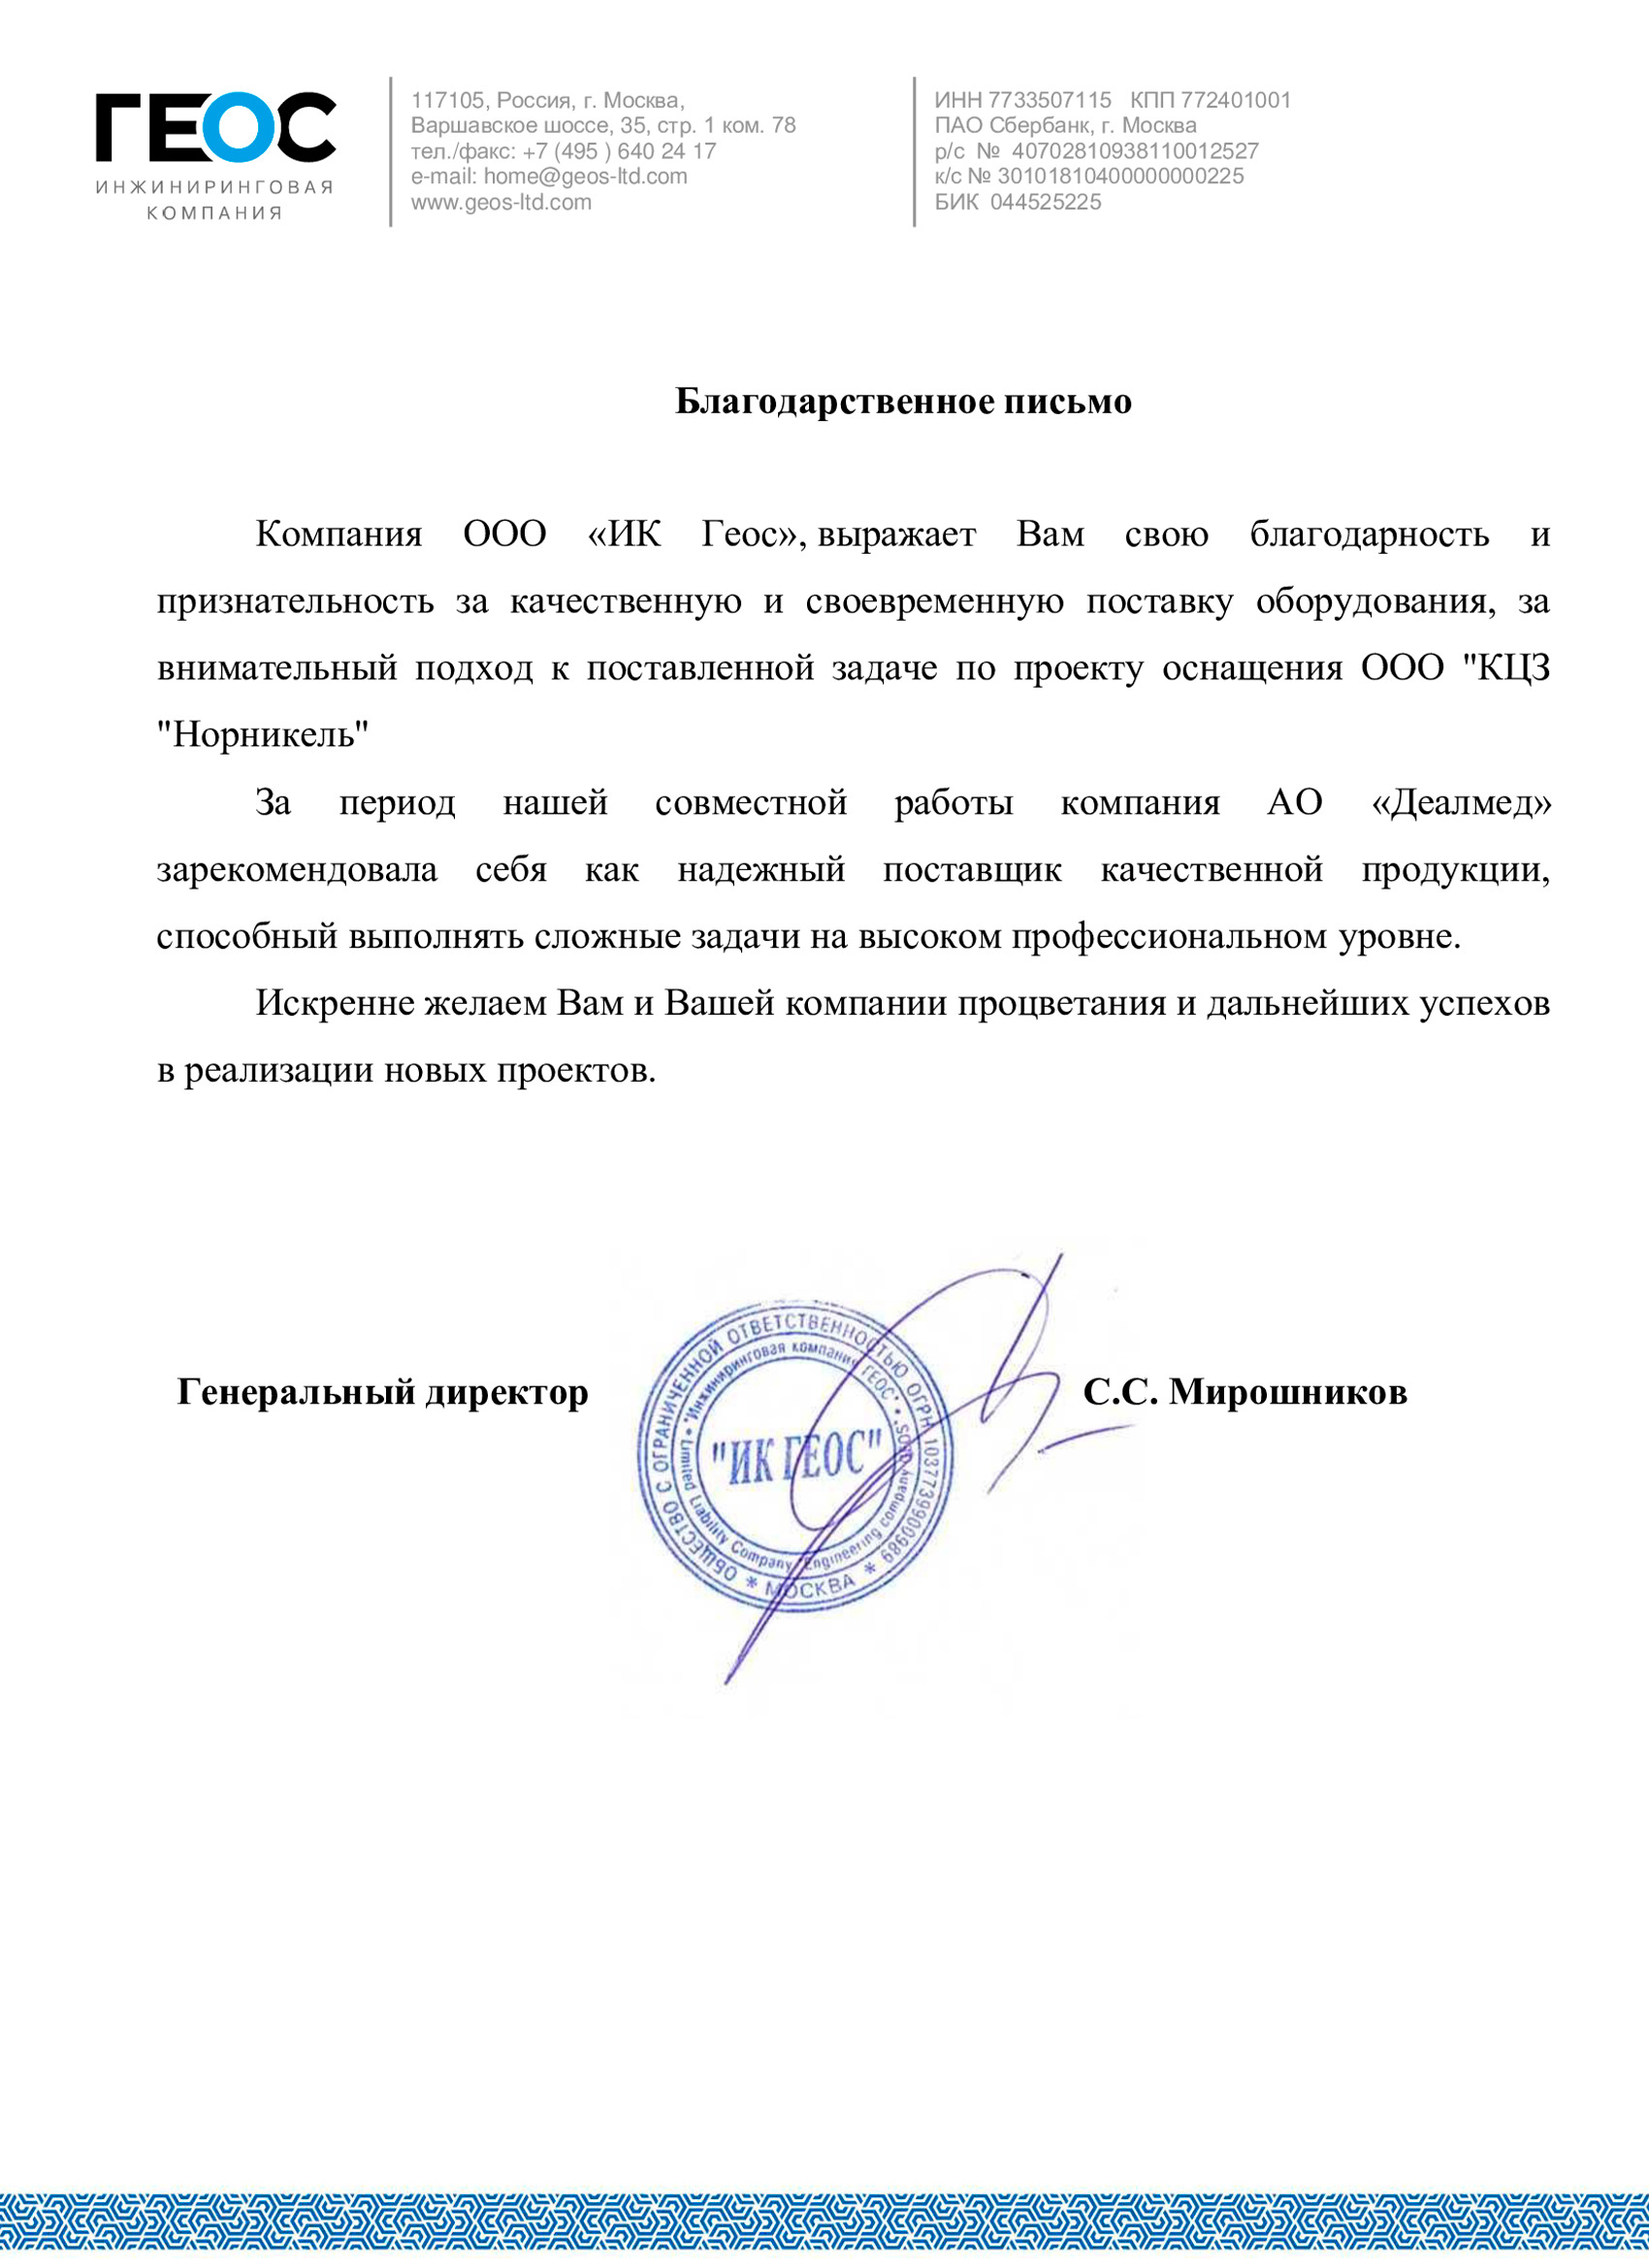 ГЕОС
ИНЖИНИРИНГОВАЯ
КОМПАНИЯ
117105, Россия, г. Москва,
Варшавское шоссе, 35, стр. 1 ком. 78
тел./факс: +7 (495 ) 640 24 17
e-mail: home@geos-ltd.com
www.geos-ltd.com
ИНН 7733507115 КПП 772401001
ПАО Сбербанк, г. Москва
р/с № 40702810938110012527
к/с № 30101810400000000225
БИК 044525225
Благодарственное письмо
Компания ООО «ИК Геос», выражает Вам свою благодарность и
признательность за качественную и своевременную поставку оборудования, за
внимательный подход к поставленной задаче по проекту оснащения ООО "КЦЗ
"Норникель"
За период нашей совместной работы компания АО «Деалмед»
зарекомендовала себя как надежный поставщик качественной продукции,
способный выполнять сложные задачи на высоком профессиональном уровне.
Искренне желаем Вам и Вашей компании процветания и дальнейших успехов
в реализации новых проектов.
Генеральный директор
С.С. Мирошников
ОБЩЕСТВО С ОГРАНИЧЕННОЙ ОТВЕТСТВЕННОСТЬЮ ОГРН 1037739900989
* МОСКВА *
"Инжиниринговая компания ГЕОС" •
Limited Liability Company "Engineering company GEOS" •
"ИК ГЕОС"